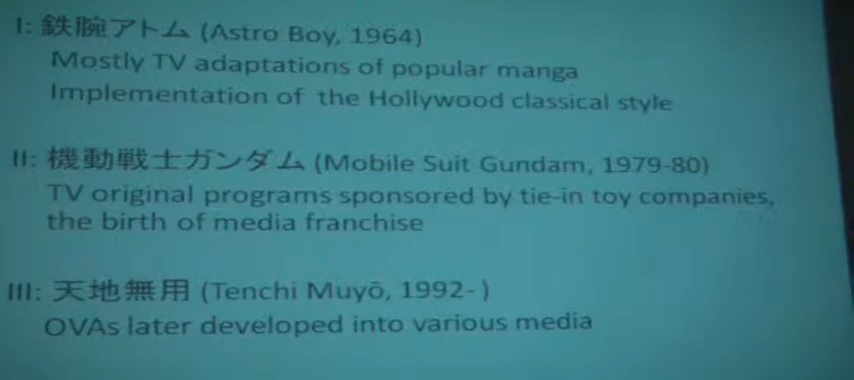 I: 鉄腕アトム (Astro Boy, 1964)
Mostly TV adaptations of popular manga
Implementation of the Hollywood classical style
II: 機動戦士ガンダム (Mobile Suit Gundam, 1979-80)
TV original programs sponsored by tie-in toy companies,
the birth of media franchise
III: 天地無用 (Tenchi Muyō, 1992- )
OVAs later developed into various media